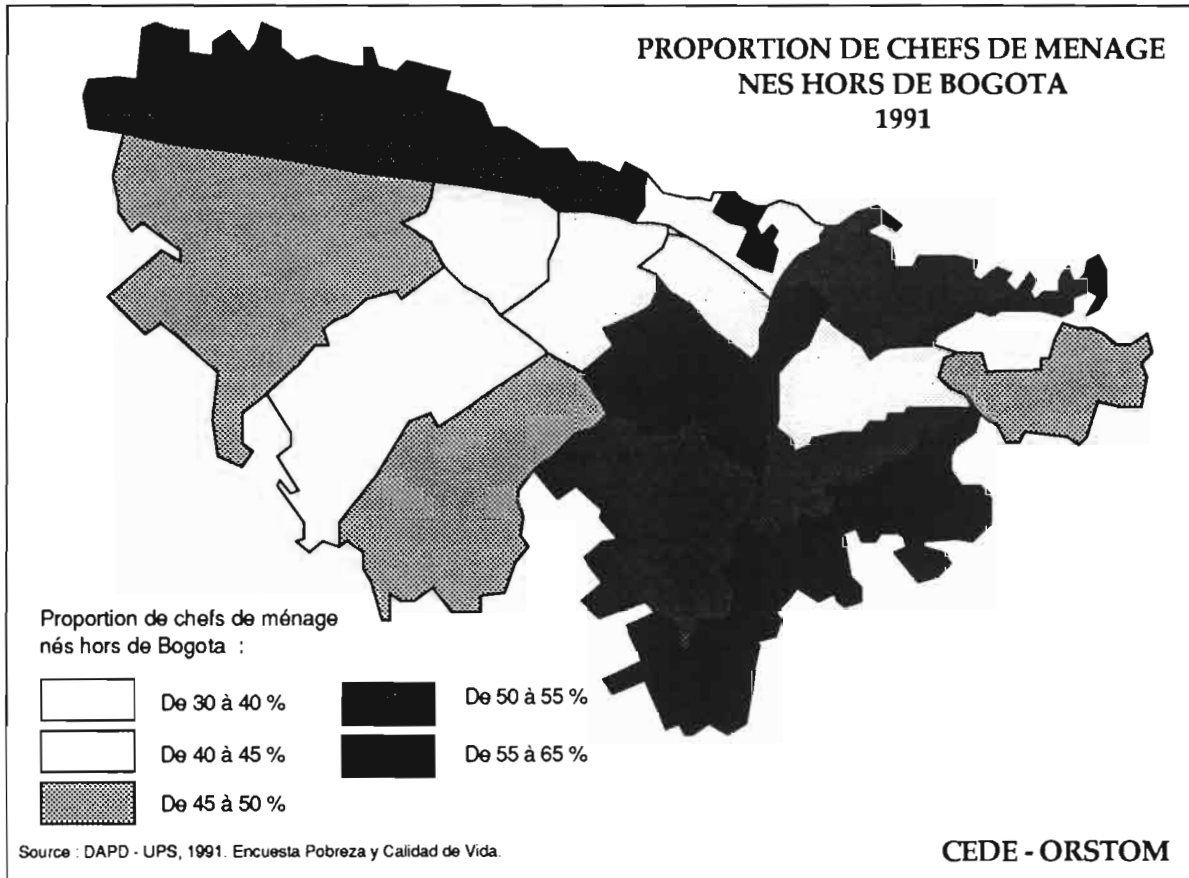 PROPORTION DE CHEFS DE MENAGE
NES HORS DE BOGOTA
1991
Proportion de chefs de ménage
nés hors de Bogota :
De 30 à 40 %
De 40 à 45 %
De 45 à 50 %
De 50 à 55 %
De 55 à 65 %
Source : DAPD - UPS, 1991. Encuesta Pobreza y Calidad de Vida.
CEDE - ORSTOM